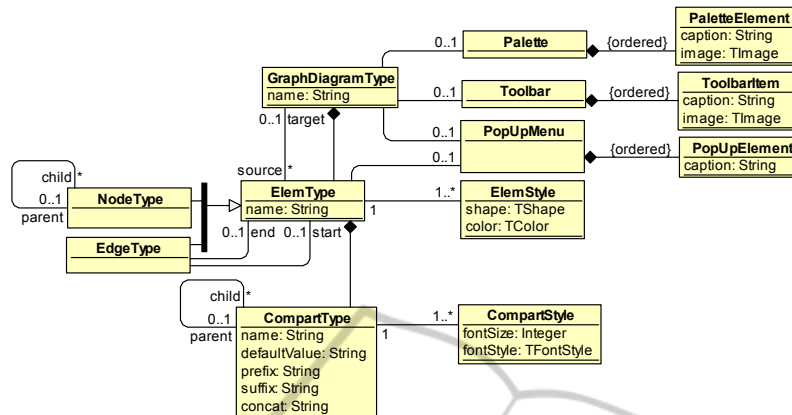 PaletteElement
caption: String
image: TImage
{ordered}
Palette
0..1
GraphDiagramType
name: String
0..1
Toolbar
{ordered}
ToolbarItem
caption: String
image: TImage
0..1 target
0..1
PopUpMenu
{ordered}
PopUpElement
caption: String
0..1
source *
child *
0..1
parent
NodeType
ElemType
name: String
1
1..*
ElemStyle
shape: TShape
color: TColor
EdgeType
0..1 end
0..1 start
child *
0..1
parent
CompartType
name: String
defaultValue: String
prefix: String
suffix: String
concat: String
1
1..*
CompartStyle
fontSize: Integer
fontStyle: TFontStyle